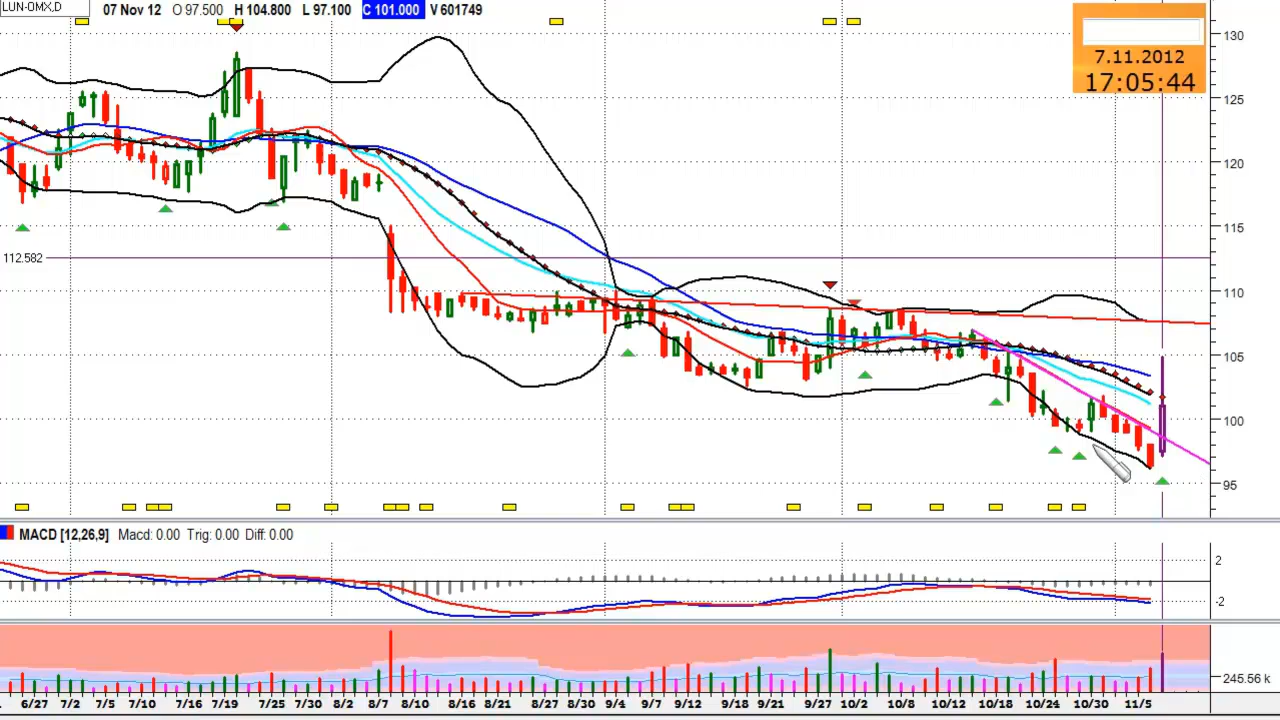 LUN-OMX,D
07 Nov 12 O 97.500 H 104.800 L 97.100 C 101.000 V 601749
7.11.2012
17:05:44
130
125
120
115
112.582
110
105
100
95
MACD [12,26,9] Macd: 0.00 Trig: 0.00 Diff: 0.00
2
-2
245.56 k
6/27 7/2 7/5 7/10 7/16 7/19 7/25 7/30 8/2 8/7 8/16 8/21 8/27 8/30 9/4 9/7 9/12 9/18 9/21 9/27 10/2 10/8 10/12 10/18 10/24 10/30 11/5